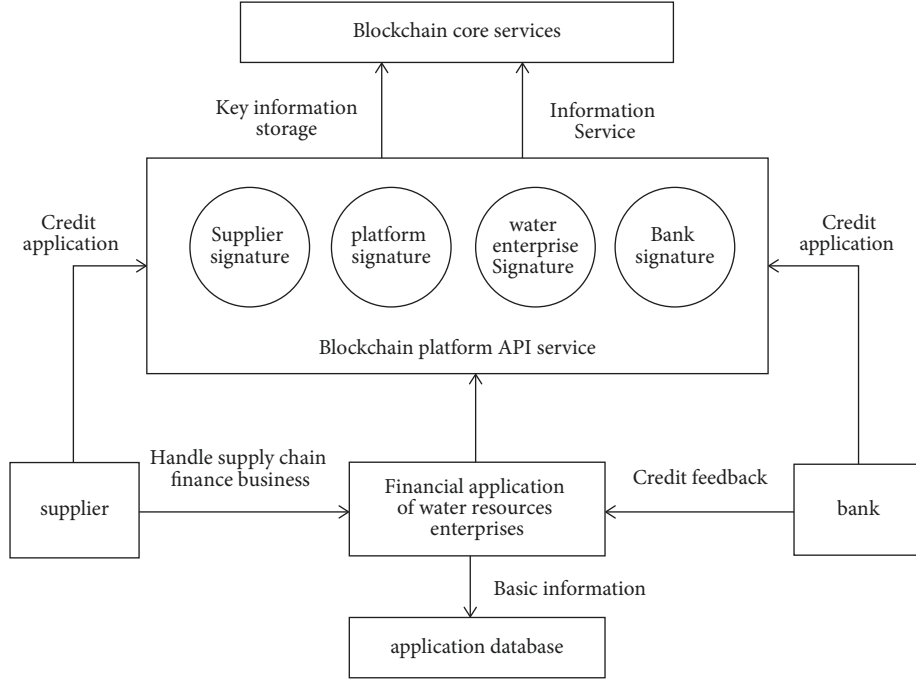 Blockchain core services
Key information
storage
Information
Service
Credit
application
Supplier
signature
platform
signature
water
enterprise
Signature
Bank
signature
Credit
application
Blockchain platform API service
Handle supply chain
finance business
supplier
Financial application
of water resources
enterprises
Credit feedback
bank
Basic information
application database